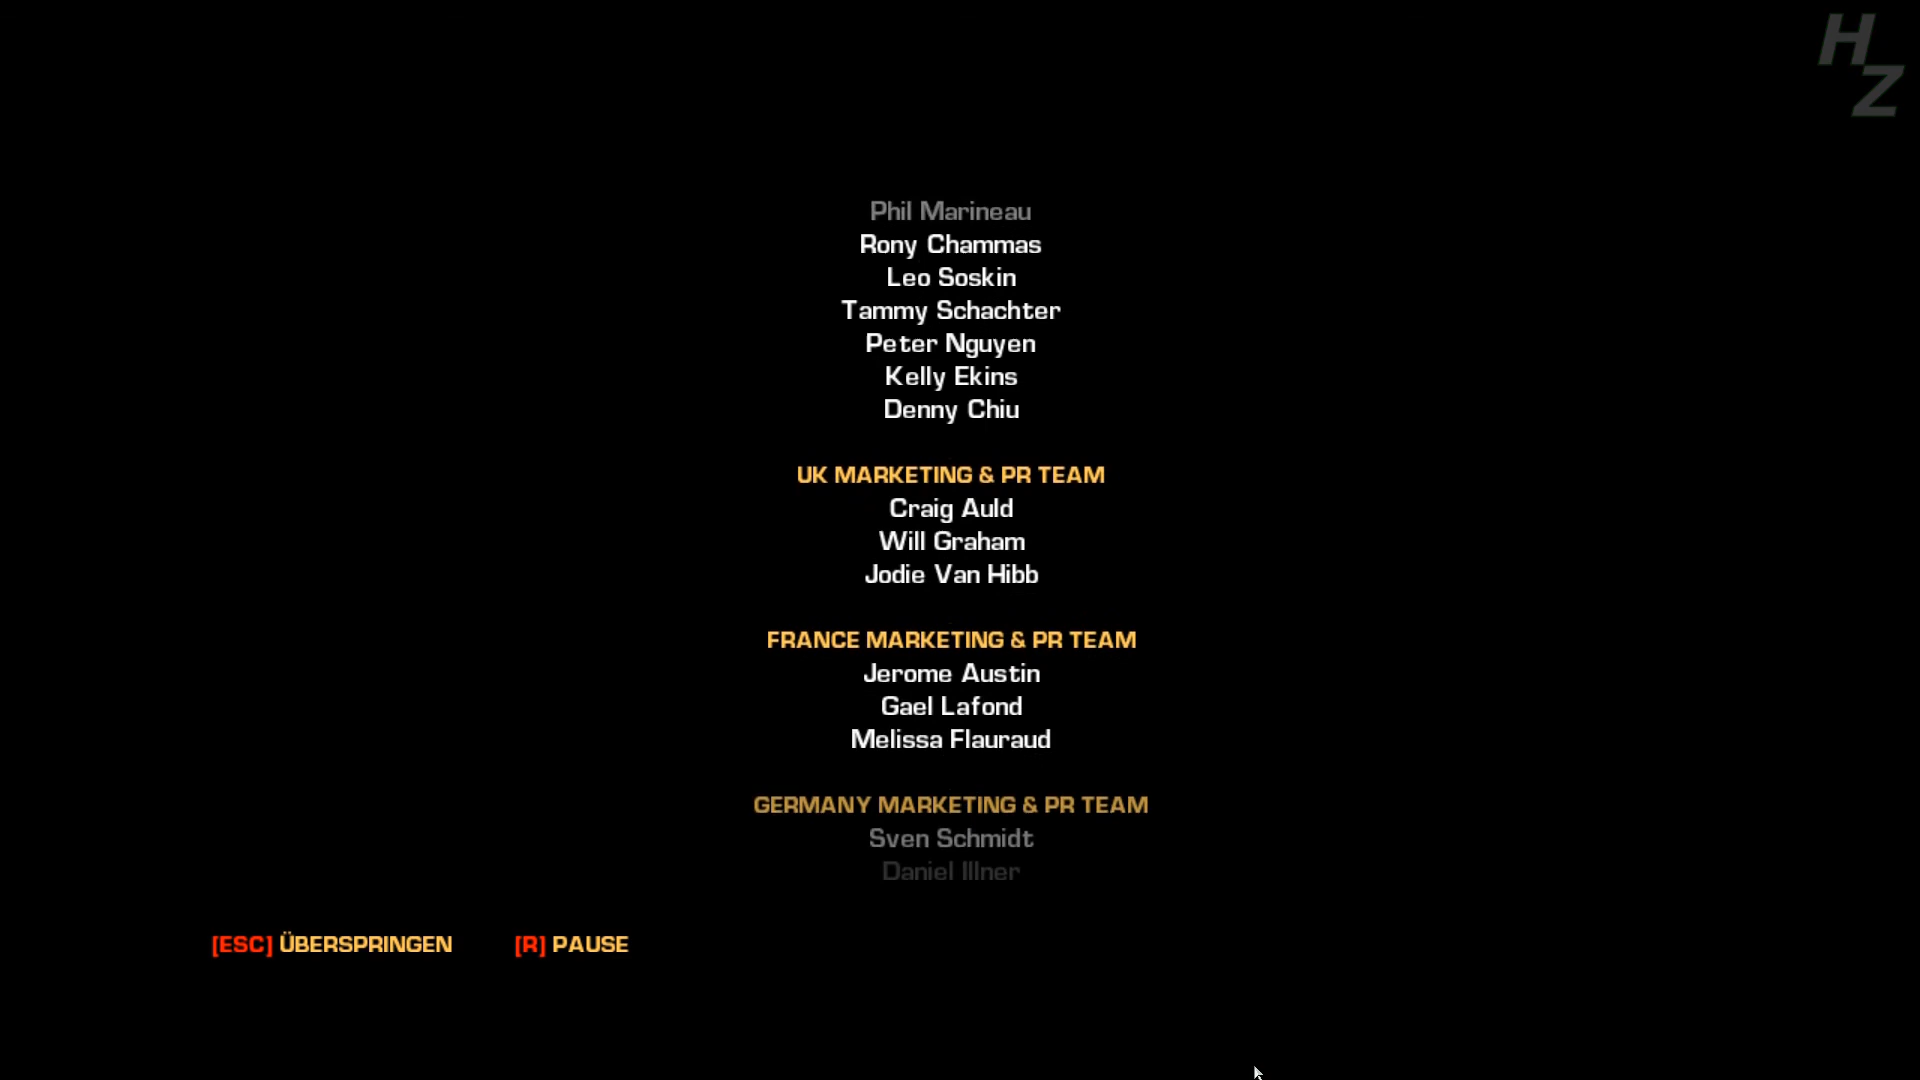 H
Z
Phil Marineau
Rony Chammas
Leo Soskin
Tammy Schachter
Peter Nguyen
Kelly Ekins
Denny Chiu
UK MARKETING & PR TEAM
Craig Auld
Will Graham
Jodie Van Hibb
FRANCE MARKETING & PR TEAM
Jerome Austin
Gael Lafond
Melissa Flauraud
GERMANY MARKETING & PR TEAM
Sven Schmidt
Daniel Illner
[ESC] ÜBERSPRINGEN [R] PAUSE